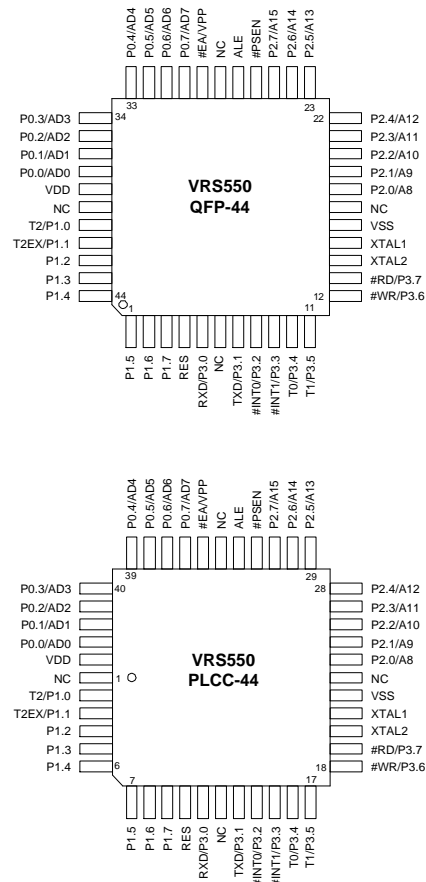 P0.4/AD4
P0.5/AD5
P0.6/AD6
P0.7/AD7
#EA/VPP
NC
ALE
#PSEN
P2.7/A15
P2.6/A14
P2.5/A13
33
23
34
22
P0.3/AD3
P0.2/AD2
P0.1/AD1
P0.0/AD0
VDD
NC
T2/P1.0
T2EX/P1.1
P1.2
P1.3
P1.4
VRS550
QFP-44
P2.4/A12
P2.3/A11
P2.2/A10
P2.1/A9
P2.0/A8
NC
VSS
XTAL1
XTAL2
#RD/P3.7
#WR/P3.6
44
12
1
11
P1.5
P1.6
P1.7
RES
RXD/P3.0
NC
TXD/P3.1
#INT0/P3.2
#INT1/P3.3
T0/P3.4
T1/P3.5
P0.4/AD4
P0.5/AD5
P0.6/AD6
P0.7/AD7
#EA/VPP
NC
ALE
#PSEN
P2.7/A15
P2.6/A14
P2.5/A13
39
29
40
28
P0.3/AD3
P0.2/AD2
P0.1/AD1
P0.0/AD0
VDD
NC
T2/P1.0
T2EX/P1.1
P1.2
P1.3
P1.4
1
VRS550
PLCC-44
P2.4/A12
P2.3/A11
P2.2/A10
P2.1/A9
P2.0/A8
NC
VSS
XTAL1
XTAL2
#RD/P3.7
#WR/P3.6
6
18
7
17
P1.5
P1.6
P1.7
RES
RXD/P3.0
NC
TXD/P3.1
#INT0/P3.2
#INT1/P3.3
T0/P3.4
T1/P3.5